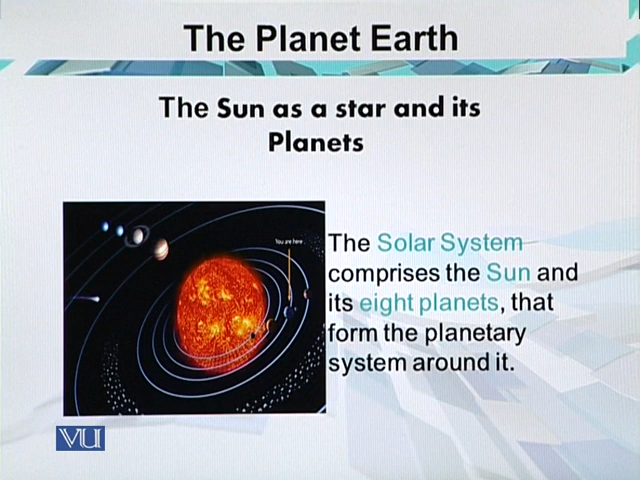 The Planet Earth
The Sun as a star and its
Planets
You are here
The Solar System
comprises the Sun and
its eight planets, that
form the planetary
system around it.
VU